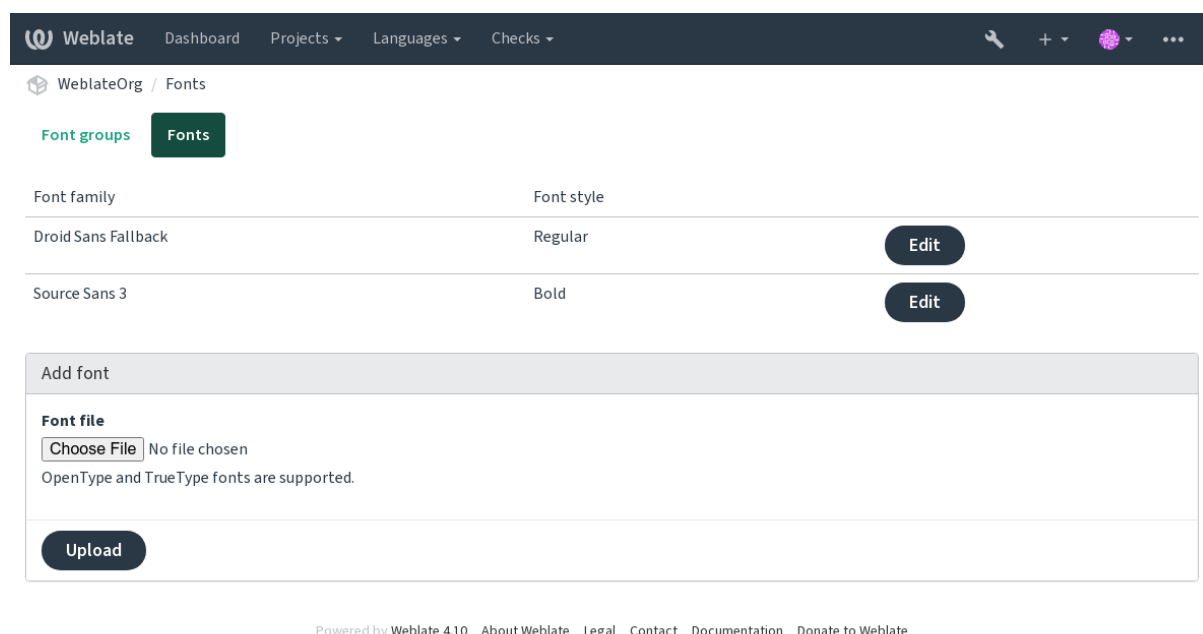 Weblate Dashboard Projects Languages Checks
WeblateOrg / Fonts
Font groups Fonts
Font family Font style
Droid Sans Fallback Regular Edit
Source Sans 3 Bold Edit
Add font
Font file
Choose File No file chosen
OpenType and TrueType fonts are supported.
Upload
Powered by Weblate 4.10 About Weblate Legal Contact Documentation Donate to Weblate